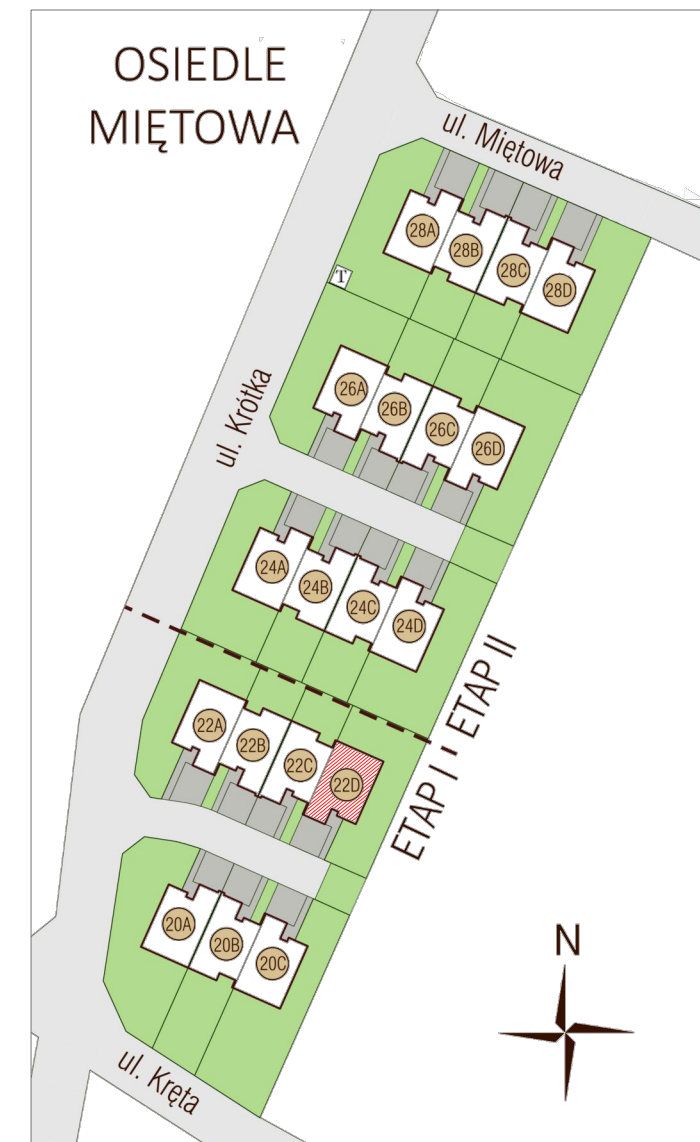 OSIEDLE
MIĘTOWA
ul. Miętowa
28A
28B
28C
28D
T
26A
26B
26C
26D
ul. Krótka
24A
24B
24C
24D
ETAP II
ETAP I
22A
22B
22C
22D
20A
20B
20C
N
ul. Kręta